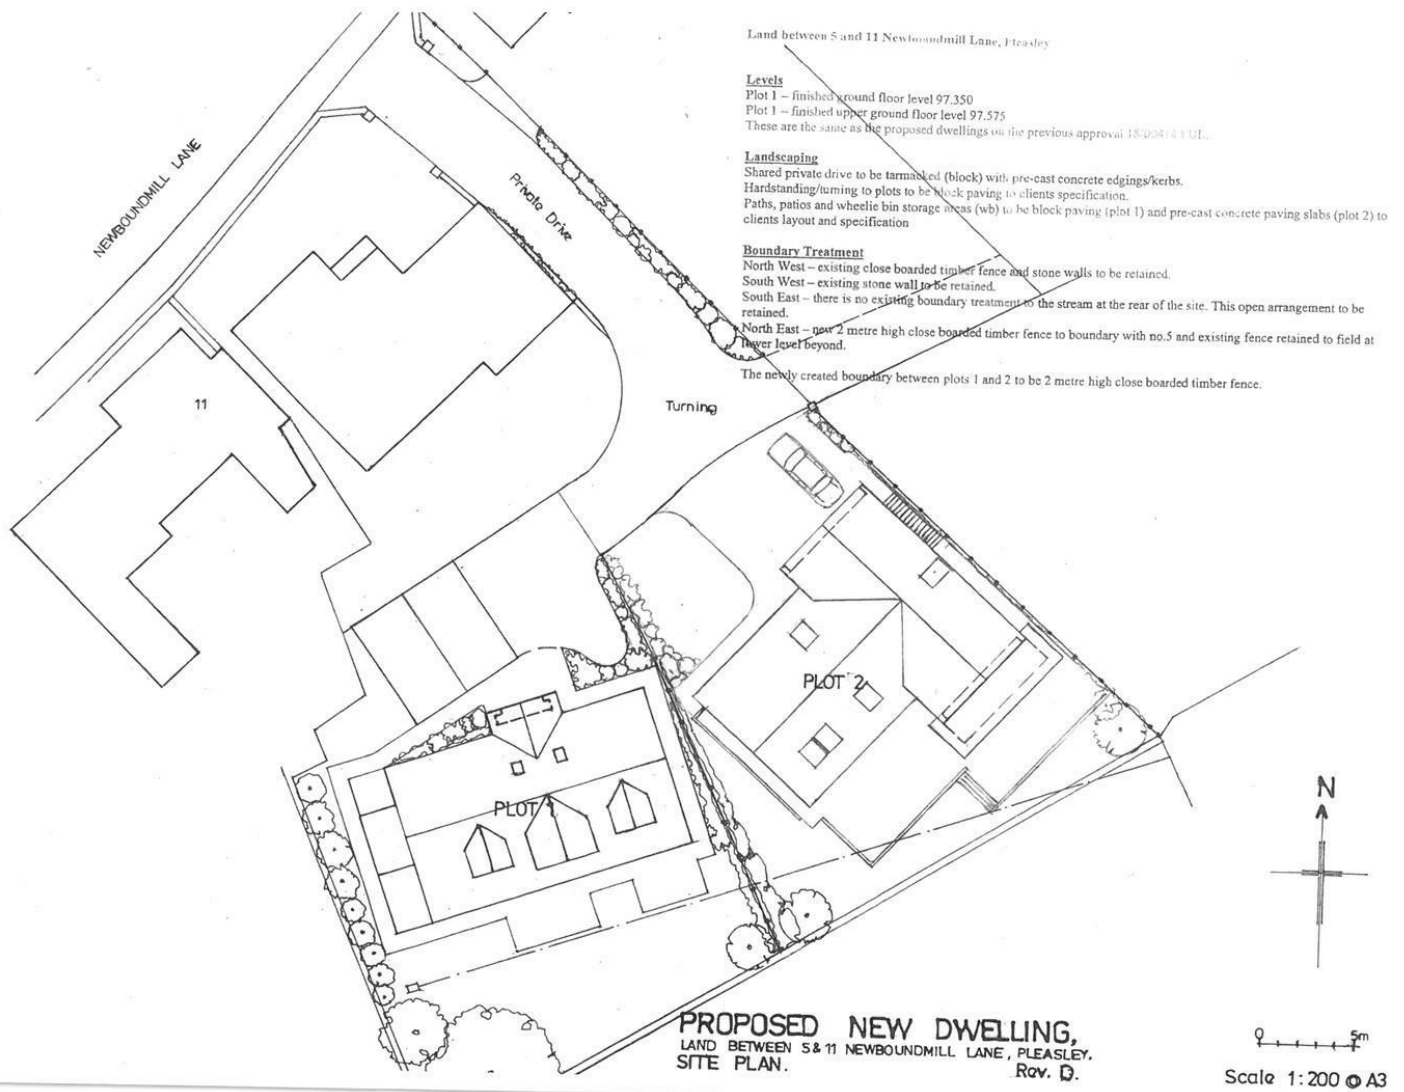 Land between 5 and 11 Newboundmill Lane, Pleasley
Levels
Plot 1 – finished ground floor level 97.350
Plot 1 – finished upper ground floor level 97.575
These are the same as the proposed dwellings on the previous approval
Landscaping
Shared private drive to be tarmacked (block) with pre-cast concrete edgings/kerbs.
Hardstanding/turning to plots to be block paving to clients specification.
Paths, patios and wheelie bin storage areas (wb) to be block paving (plot 1) and pre-cast concrete paving slabs (plot 2) to
clients layout and specification
Boundary Treatment
North West – existing close boarded timber fence and stone walls to be retained.
South West – existing stone wall to be retained.
South East – there is no existing boundary treatment to the stream at the rear of the site. This open arrangement to be
retained.
North East – new 2 metre high close boarded timber fence to boundary with no.5 and existing fence retained to field at
lower level beyond.
The newly created boundary between plots 1 and 2 to be 2 metre high close boarded timber fence.
NEWBOUNDMILL LANE
Private Drive
11
Turning
PLOT 2
PLOT 1
N
PROPOSED NEW DWELLING,
LAND BETWEEN 5 & 11 NEWBOUNDMILL LANE, PLEASLEY.
SITE PLAN. Rev. D.
0 5m
Scale 1:200 @ A3